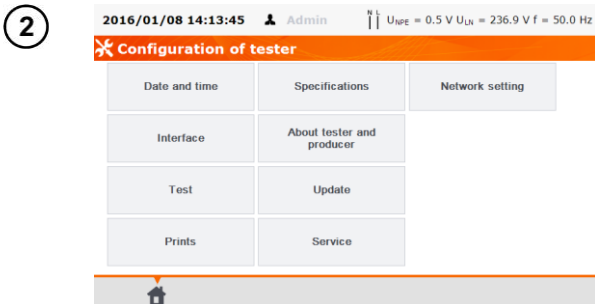 2
2016/01/08 14:13:45 Admin N L U_NPE = 0.5 V U_LN = 236.9 V f = 50.0 Hz
Configuration of tester
Date and time Specifications Network setting
Interface About tester and
producer
Test Update
Prints Service